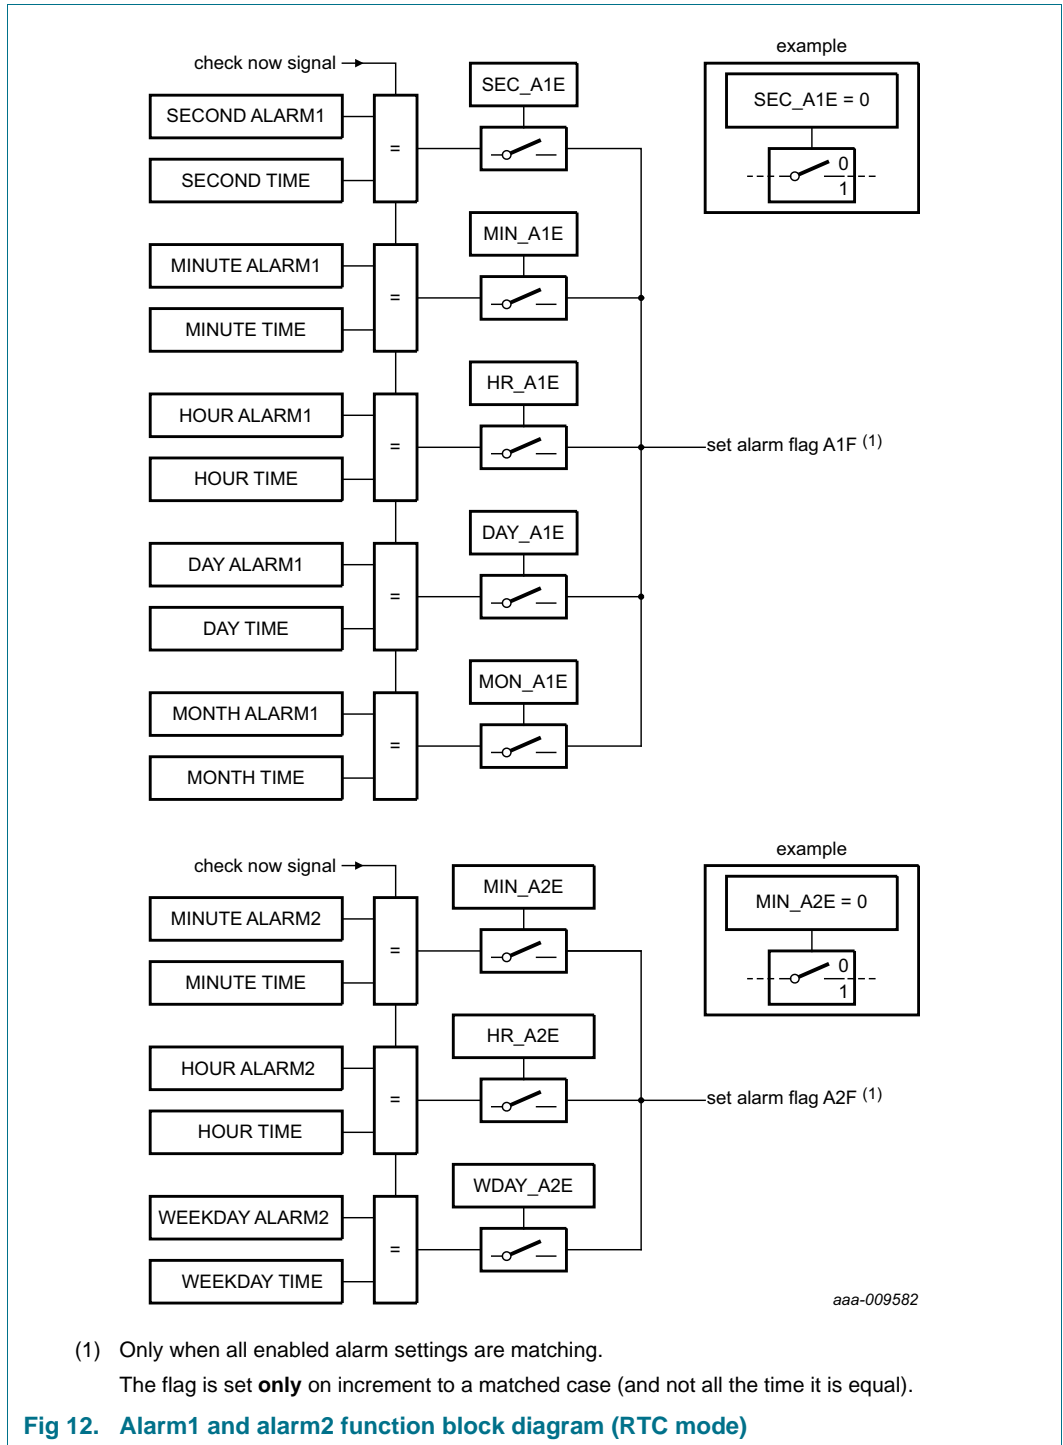 example
check now signal
SEC_A1E
SEC_A1E = 0
SECOND ALARM1
=
0
1
SECOND TIME
MIN_A1E
MINUTE ALARM1
=
MINUTE TIME
HR_A1E
HOUR ALARM1
=
set alarm flag A1F (1)
HOUR TIME
DAY_A1E
DAY ALARM1
=
DAY TIME
MON_A1E
MONTH ALARM1
=
MONTH TIME
example
check now signal
MIN_A2E
MIN_A2E = 0
MINUTE ALARM2
=
0
1
MINUTE TIME
HR_A2E
HOUR ALARM2
=
set alarm flag A2F (1)
HOUR TIME
WDAY_A2E
WEEKDAY ALARM2
=
WEEKDAY TIME
aaa-009582
(1) Only when all enabled alarm settings are matching.
The flag is set only on increment to a matched case (and not all the time it is equal).
Fig 12. Alarm1 and alarm2 function block diagram (RTC mode)